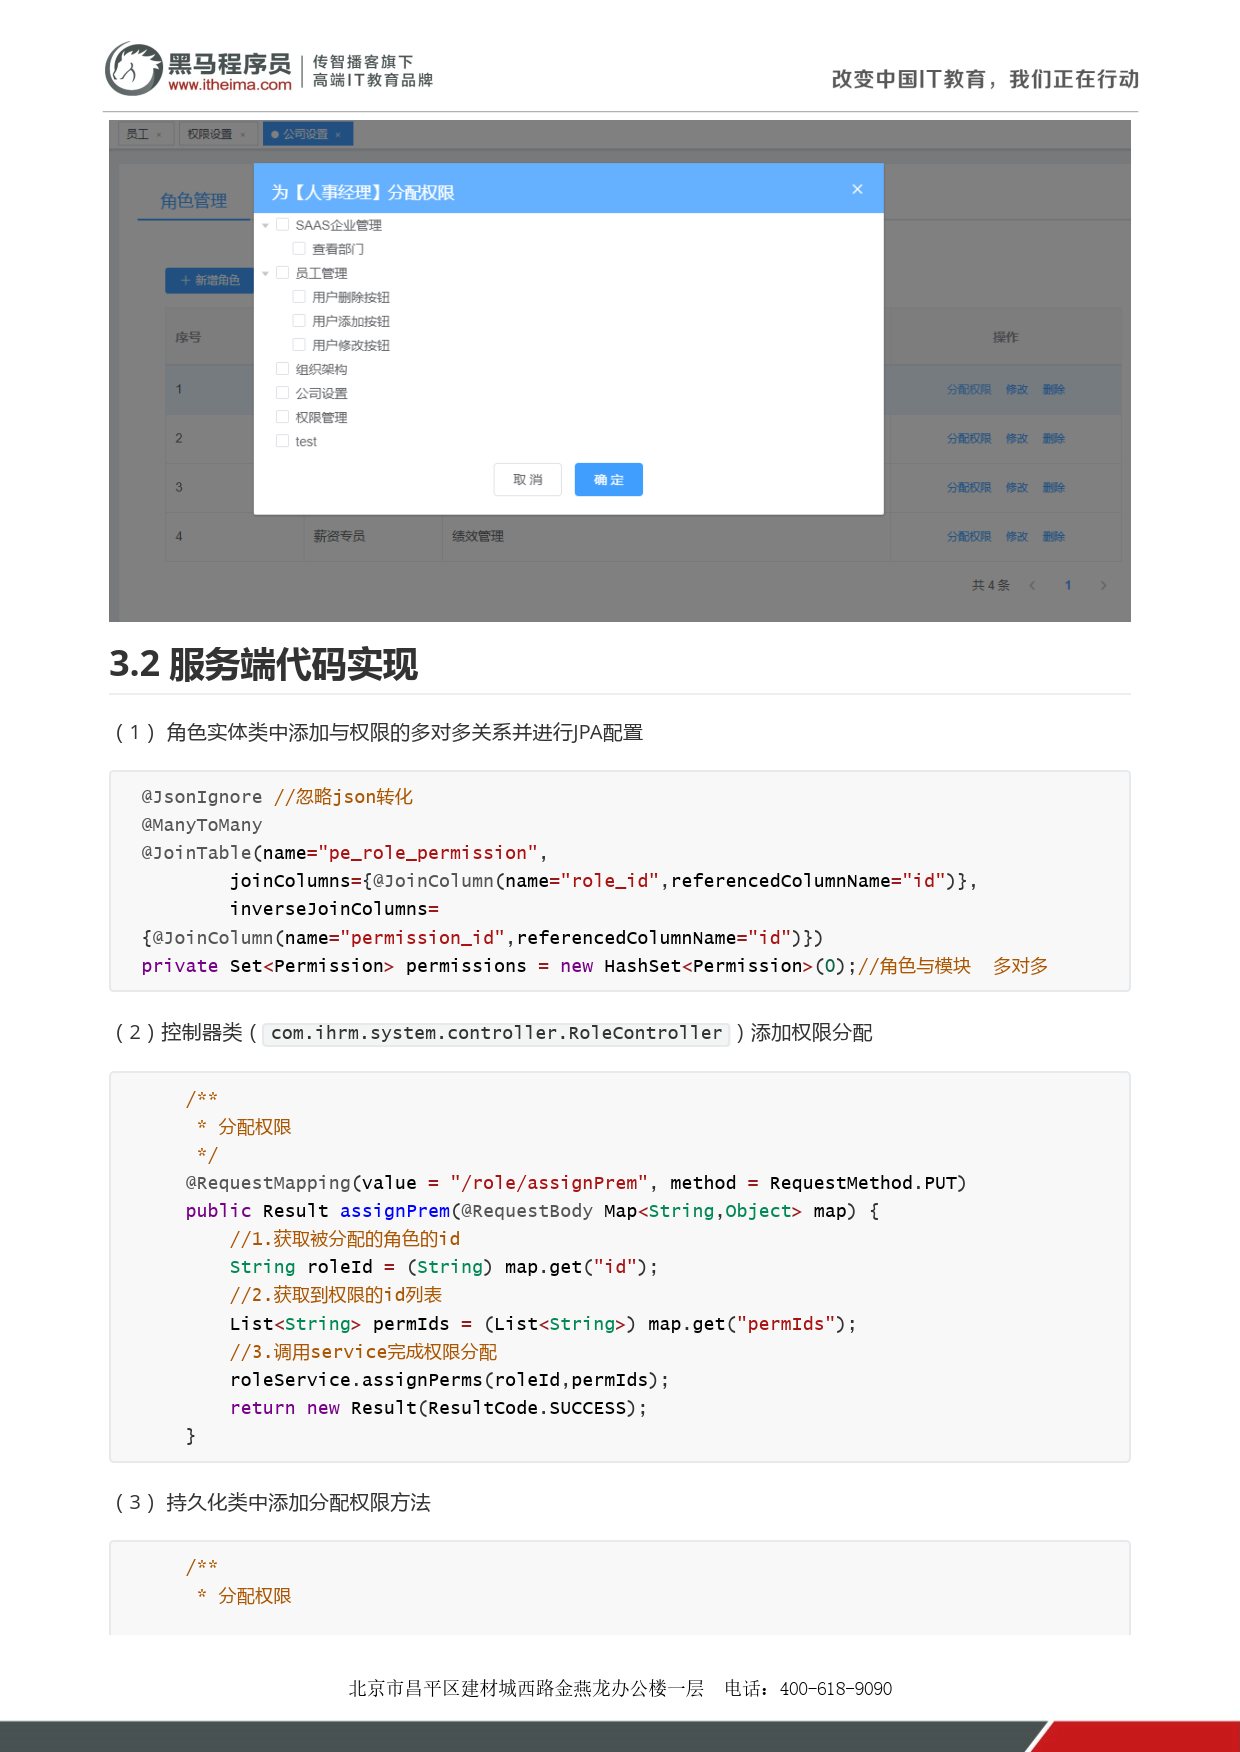 黑马程序员
www.itheima.com
传智播客旗下
高端IT教育品牌
改变中国IT教育，我们正在行动
员工 × 权限设置 × 公司设置 ×
角色管理
为【人事经理】分配权限 ×
SAAS企业管理
查看部门
员工管理
用户删除按钮
用户添加按钮
用户修改按钮
组织架构
公司设置
权限管理
test
取 消 确 定
+ 新增角色
序号 操作
1 分配权限 修改 删除
2 分配权限 修改 删除
3 分配权限 修改 删除
4 薪资专员 绩效管理 分配权限 修改 删除
共 4 条 < 1 >
3.2 服务端代码实现
（1） 角色实体类中添加与权限的多对多关系并进行JPA配置
@JsonIgnore //忽略json转化
@ManyToMany
@JoinTable(name="pe_role_permission",
joinColumns={@JoinColumn(name="role_id",referencedColumnName="id")},
inverseJoinColumns=
{@JoinColumn(name="permission_id",referencedColumnName="id")})
private Set<Permission> permissions = new HashSet<Permission>(0);//角色与模块  多对多
（2）控制器类（ com.ihrm.system.controller.RoleController ）添加权限分配
/**
* 分配权限
*/
@RequestMapping(value = "/role/assignPrem", method = RequestMethod.PUT)
public Result assignPrem(@RequestBody Map<String,Object> map) {
//1.获取被分配的角色的id
String roleId = (String) map.get("id");
//2.获取到权限的id列表
List<String> permIds = (List<String>) map.get("permIds");
//3.调用service完成权限分配
roleService.assignPerms(roleId,permIds);
return new Result(ResultCode.SUCCESS);
}
（3） 持久化类中添加分配权限方法
/**
* 分配权限
北京市昌平区建材城西路金燕龙办公楼一层  电话：400-618-9090